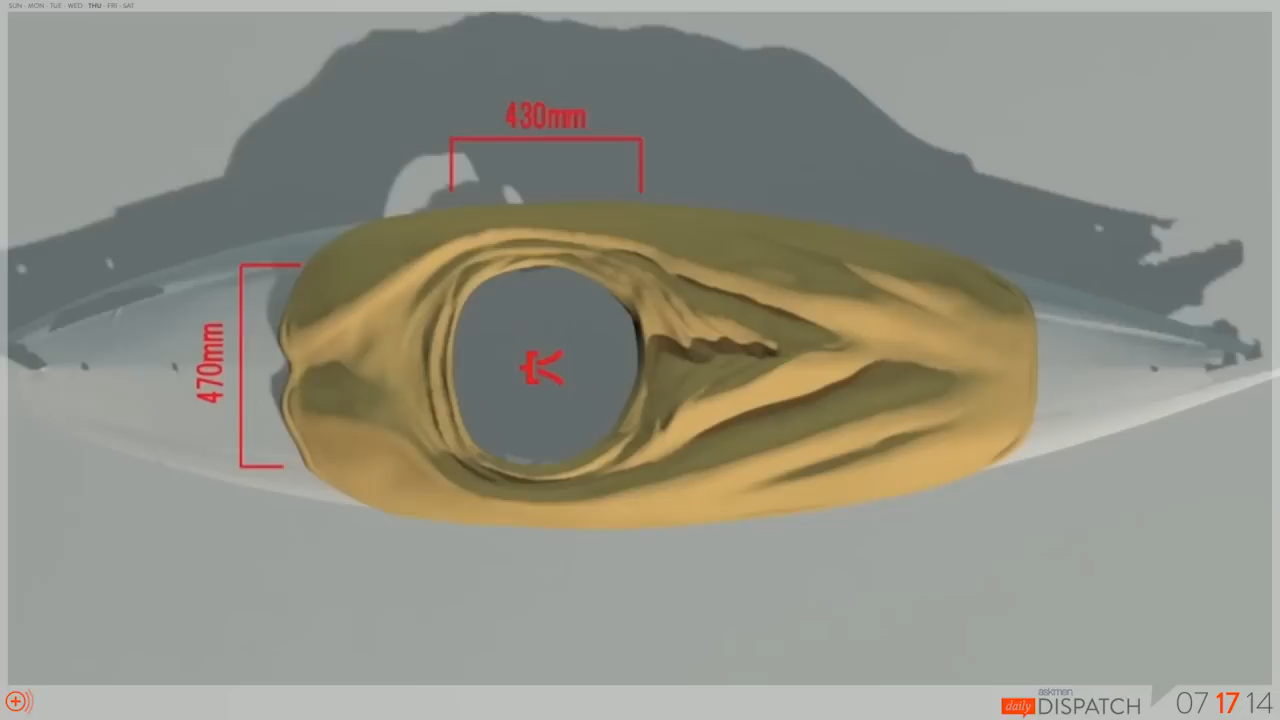 SUN · MON · TUE · WED · THU · FRI · SAT
430mm
470mm
K
askmen
daily DISPATCH
07 17 14